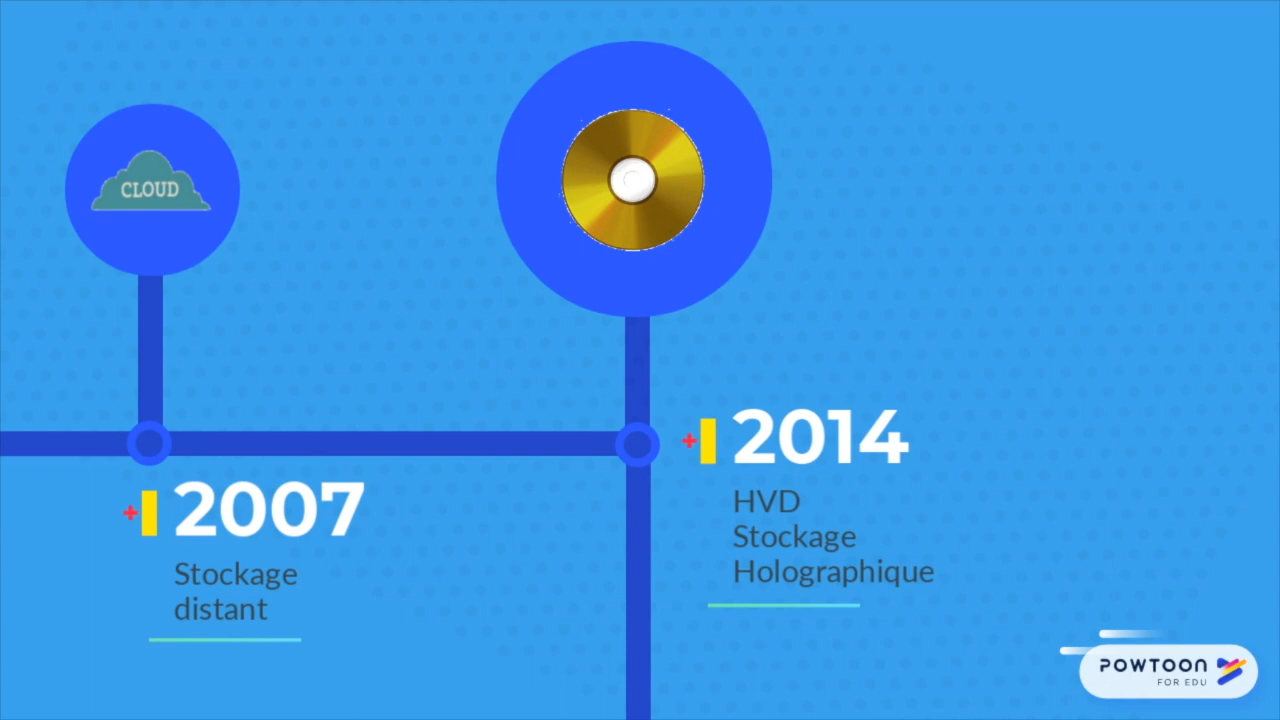 CLOUD
2007
Stockage
distant
2014
HVD
Stockage
Holographique
POWTOON
FOR EDU